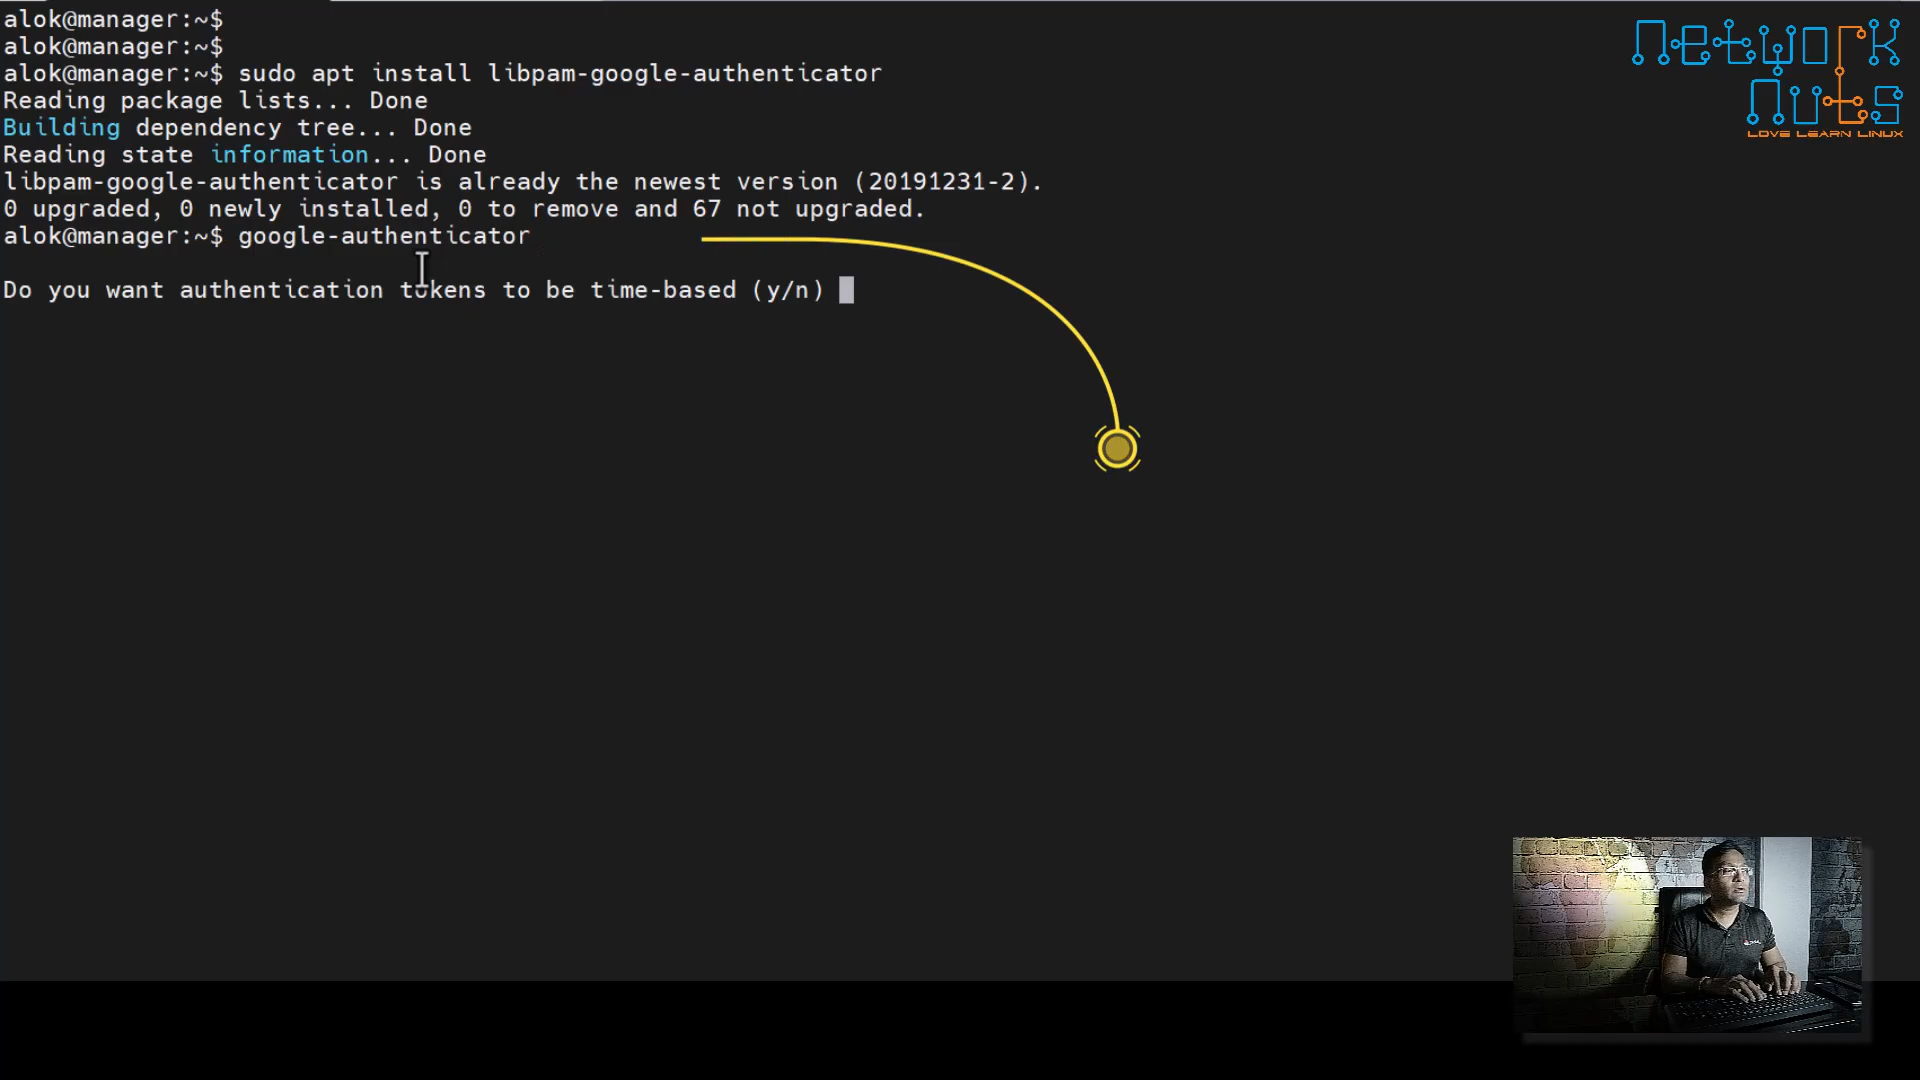 alok@manager:~$
alok@manager:~$
alok@manager:~$ sudo apt install libpam-google-authenticator
Reading package lists... Done
Building dependency tree... Done
Reading state information... Done
libpam-google-authenticator is already the newest version (20191231-2).
0 upgraded, 0 newly installed, 0 to remove and 67 not upgraded.
alok@manager:~$ google-authenticator
Do you want authentication tokens to be time-based (y/n)
Network
Nuts
LOVE LEARN LINUX